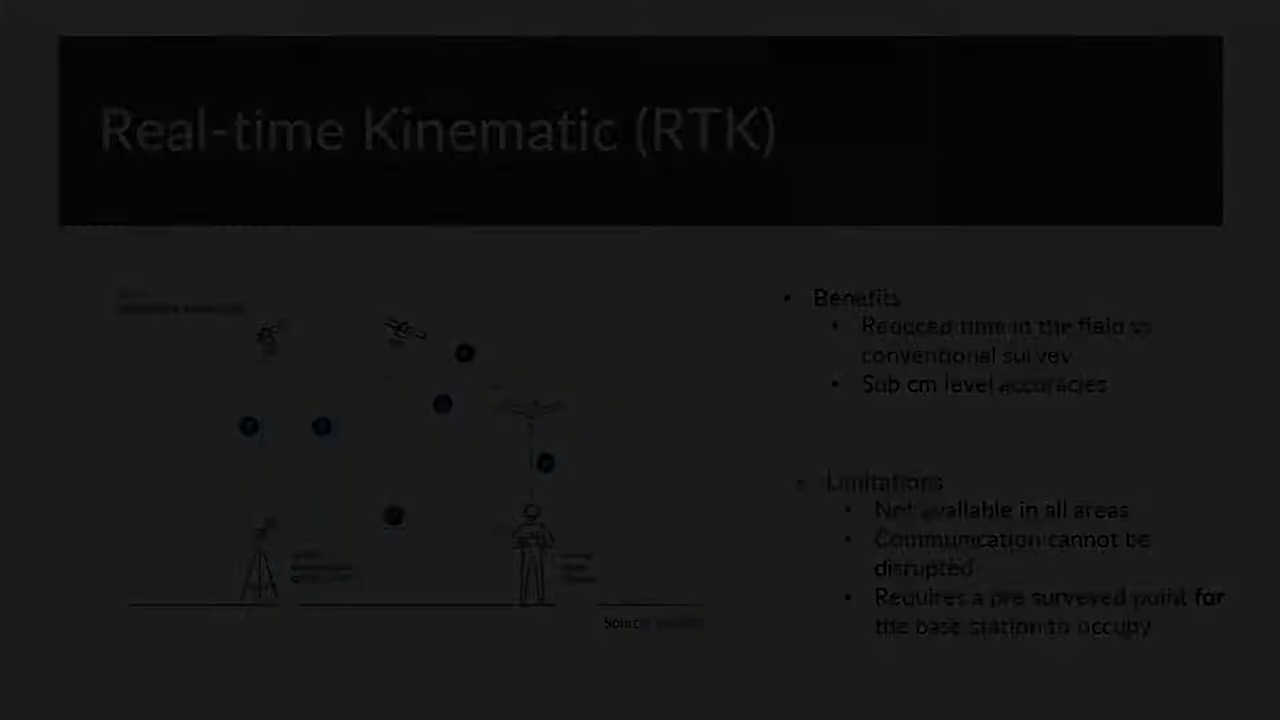 Real-time Kinematic (RTK)
• Benefits
• Reduced time in the field vs
conventional survey
• Sub cm level accuracies
• Limitations
• Not available in all areas
• Communication cannot be
disrupted
• Requires a pre surveyed point for
the base station to occupy
Source